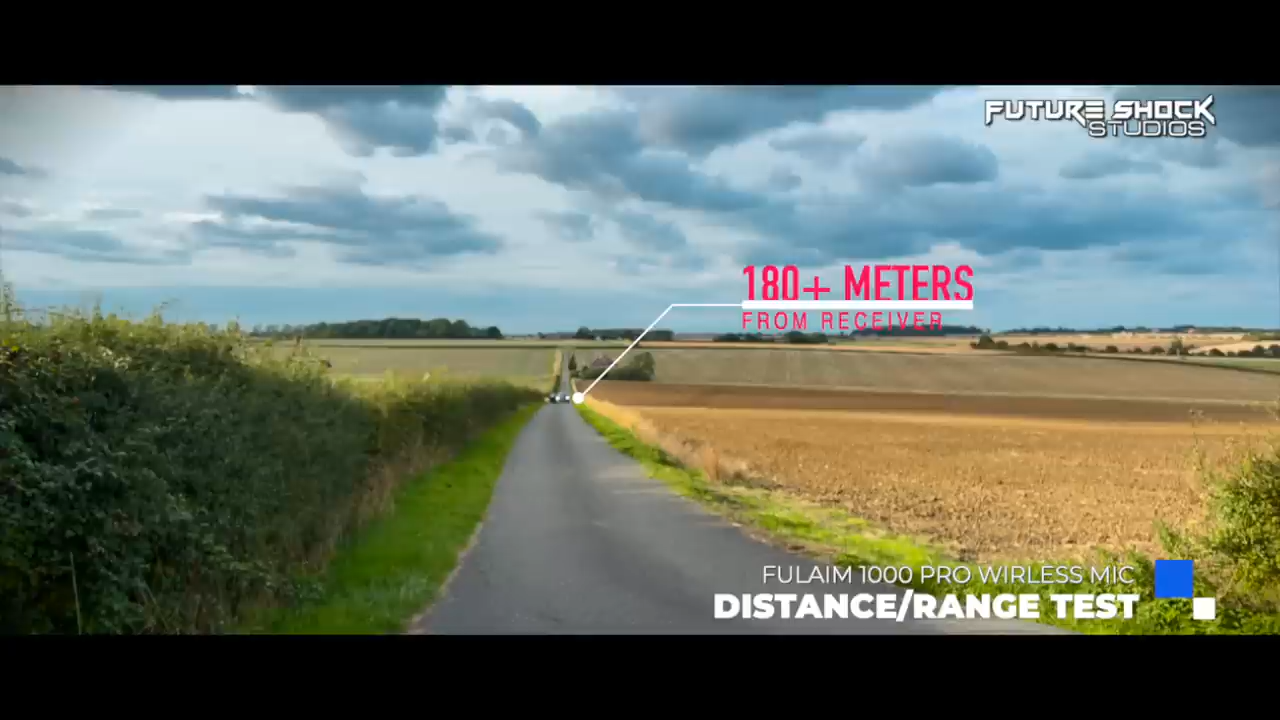 FUTURE SHOCK
STUDIOS
180+ METERS
FROM RECEIVER
FULAIM 1000 PRO WIRLESS MIC
DISTANCE/RANGE TEST